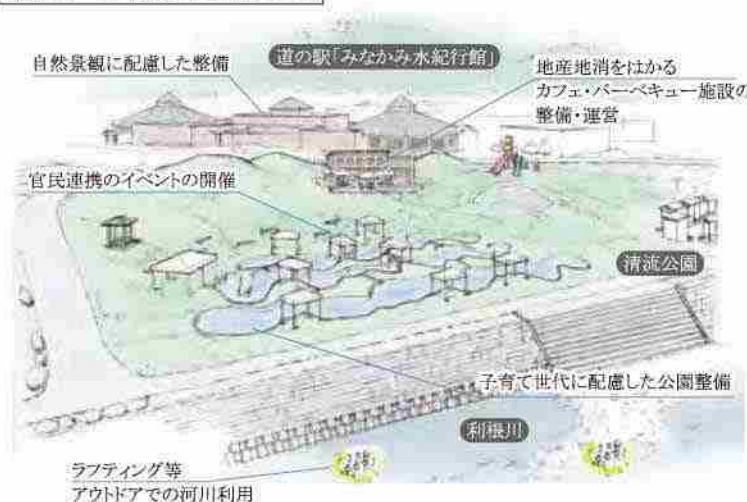 自然景観に配慮した整備
道の駅「みなかみ水紀行館」
地産地消をはかる
カフェ・バーベキュー施設の
整備・運営
官民連携のイベントの開催
清流公園
子育て世代に配慮した公園整備
利根川
ラフティング等
アウトドアでの河川利用